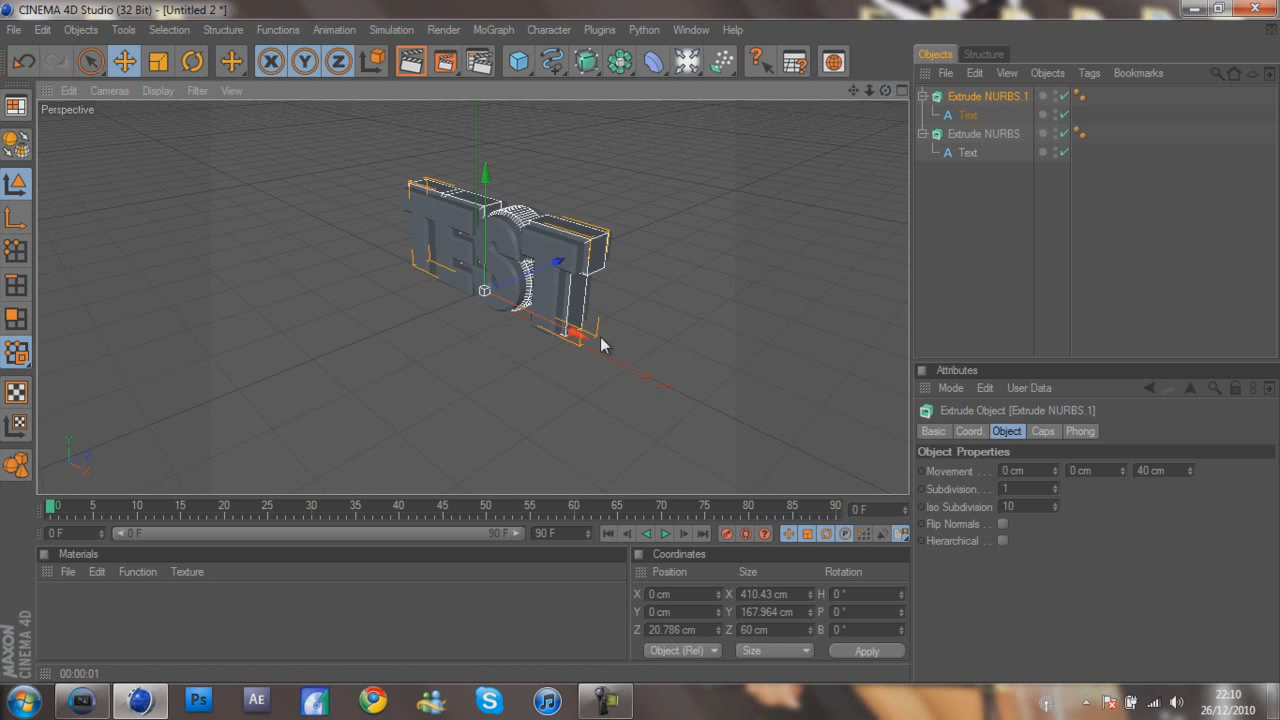 CINEMA 4D Studio (32 Bit) - [Untitled 2 *]
File Edit Objects Tools Selection Structure Functions Animation Simulation Render MoGraph Character Plugins Python Window Help
Objects Structure
File Edit View Objects Tags Bookmarks
Edit Cameras Display Filter View
Perspective
Extrude NURBS.1
Text
Extrude NURBS
Text
TEST
Y
Z
X
Attributes
Mode Edit User Data
Extrude Object [Extrude NURBS.1]
Basic Coord. Object Caps Phong
Object Properties
Movement . . . 0 cm 0 cm 40 cm
Subdivision . . . 1
Iso Subdivision 10
Flip Normals . .
Hierarchical . . .
0 5 10 15 20 25 30 35 40 45 50 55 60 65 70 75 80 85 90 0 F
0 F 0 F 90 F 90 F
Materials
File Edit Function Texture
Coordinates
Position Size Rotation
X 0 cm X 410.43 cm H 0 °
Y 0 cm Y 167.964 cm P 0 °
Z 20.786 cm Z 60 cm B 0 °
Object (Rel) Size Apply
00:00:01
MAXON
CINEMA 4D
Ps Ae
22:10
26/12/2010